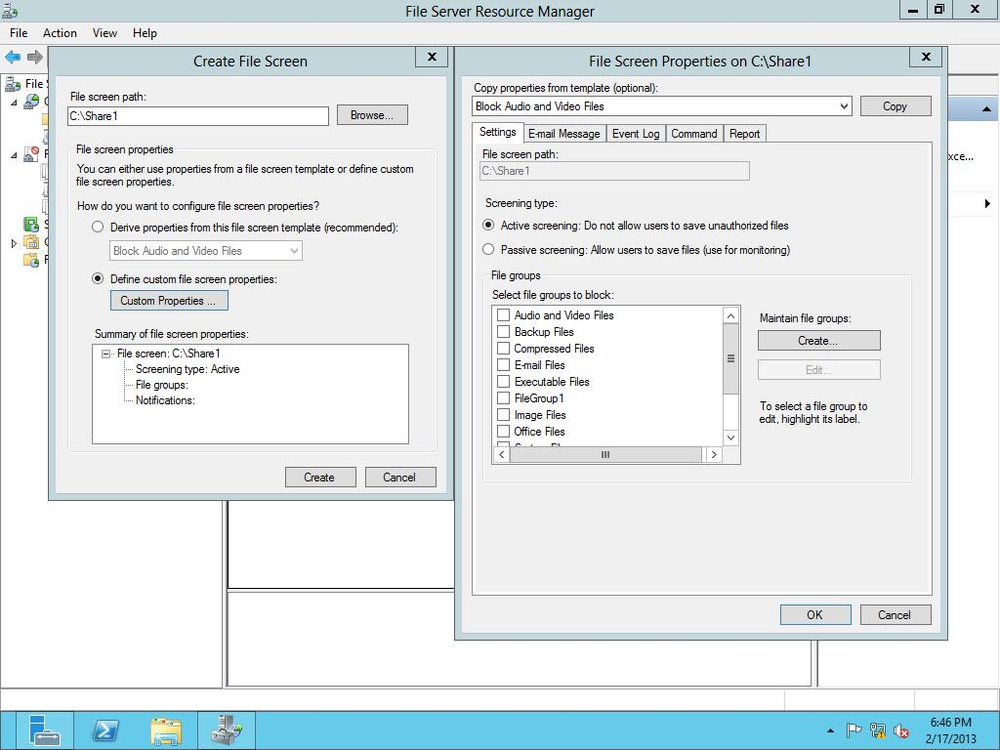 File Server Resource Manager
File Action View Help
Create File Screen
File screen path:
C:\Share1
Browse...
File screen properties
You can either use properties from a file screen template or define custom
file screen properties.
How do you want to configure file screen properties?
Derive properties from this file screen template (recommended):
Block Audio and Video Files
Define custom file screen properties:
Custom Properties ...
Summary of file screen properties:
File screen: C:\Share1
Screening type: Active
File groups:
Notifications:
Create Cancel
File Screen Properties on C:\Share1
Copy properties from template (optional):
Block Audio and Video Files
Copy
Settings E-mail Message Event Log Command Report
File screen path:
C:\Share1
Screening type:
Active screening: Do not allow users to save unauthorized files
Passive screening: Allow users to save files (use for monitoring)
File groups
Select file groups to block:
Audio and Video Files
Backup Files
Compressed Files
E-mail Files
Executable Files
FileGroup1
Image Files
Office Files
Maintain file groups:
Create...
Edit...
To select a file group to
edit, highlight its label.
OK Cancel
File S
xce...
6:46 PM
2/17/2013